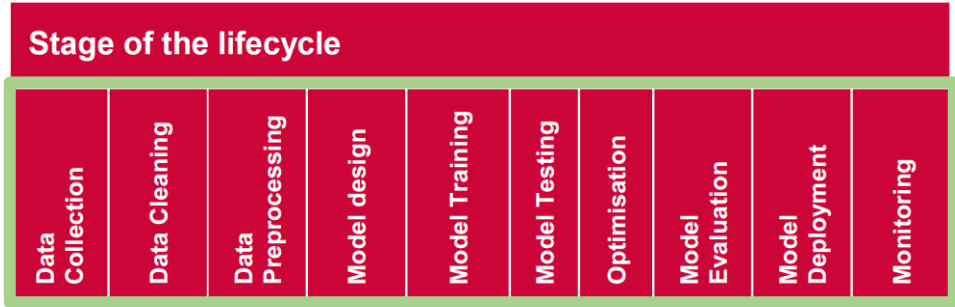 Stage of the lifecycle
Data
Collection
Data Cleaning
Data
Preprocessing
Model design
Model Training
Model Testing
Optimisation
Model
Evaluation
Model
Deployment
Monitoring